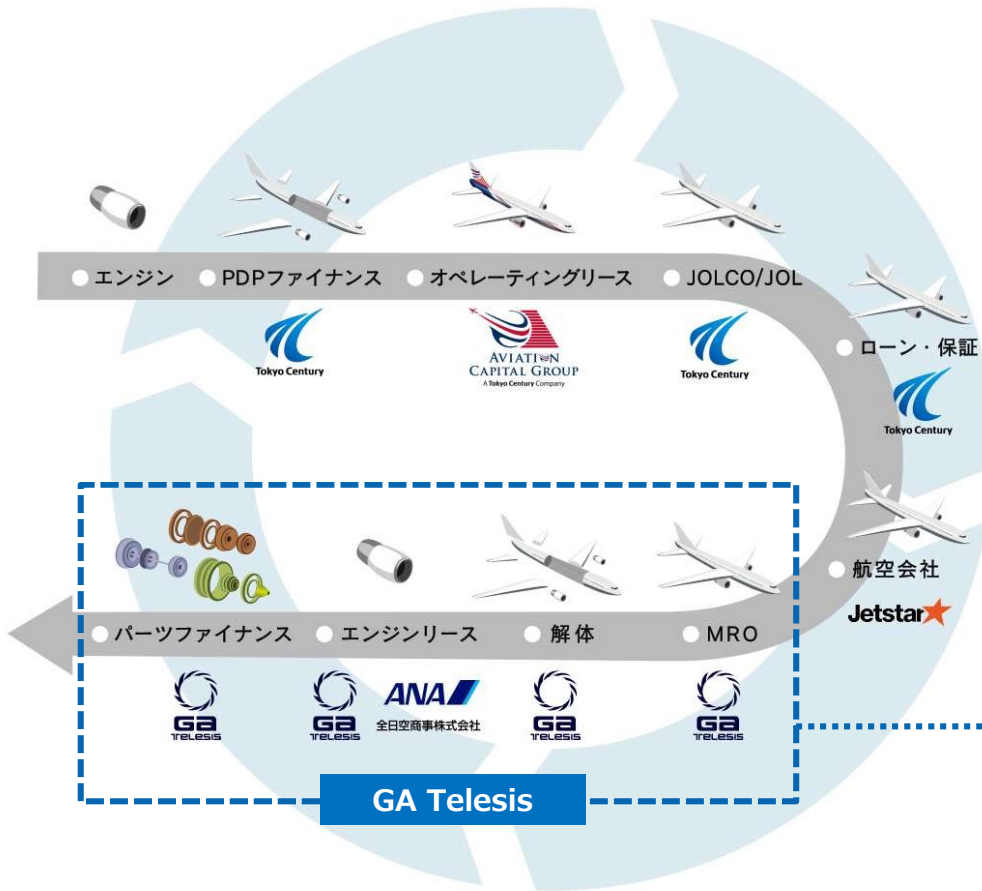 エンジン
PDPファイナンス
オペレーティングリース
JOLCO/JOL
Tokyo Century
AVIATION
CAPITAL GROUP
A Tokyo Century Company
Tokyo Century
ローン・保証
Tokyo Century
航空会社
Jetstar
パーツファイナンス
エンジンリース
解体
MRO
GA
TELESIS
GA
TELESIS
ANA
全日空商事株式会社
GA
TELESIS
GA
TELESIS
GA Telesis